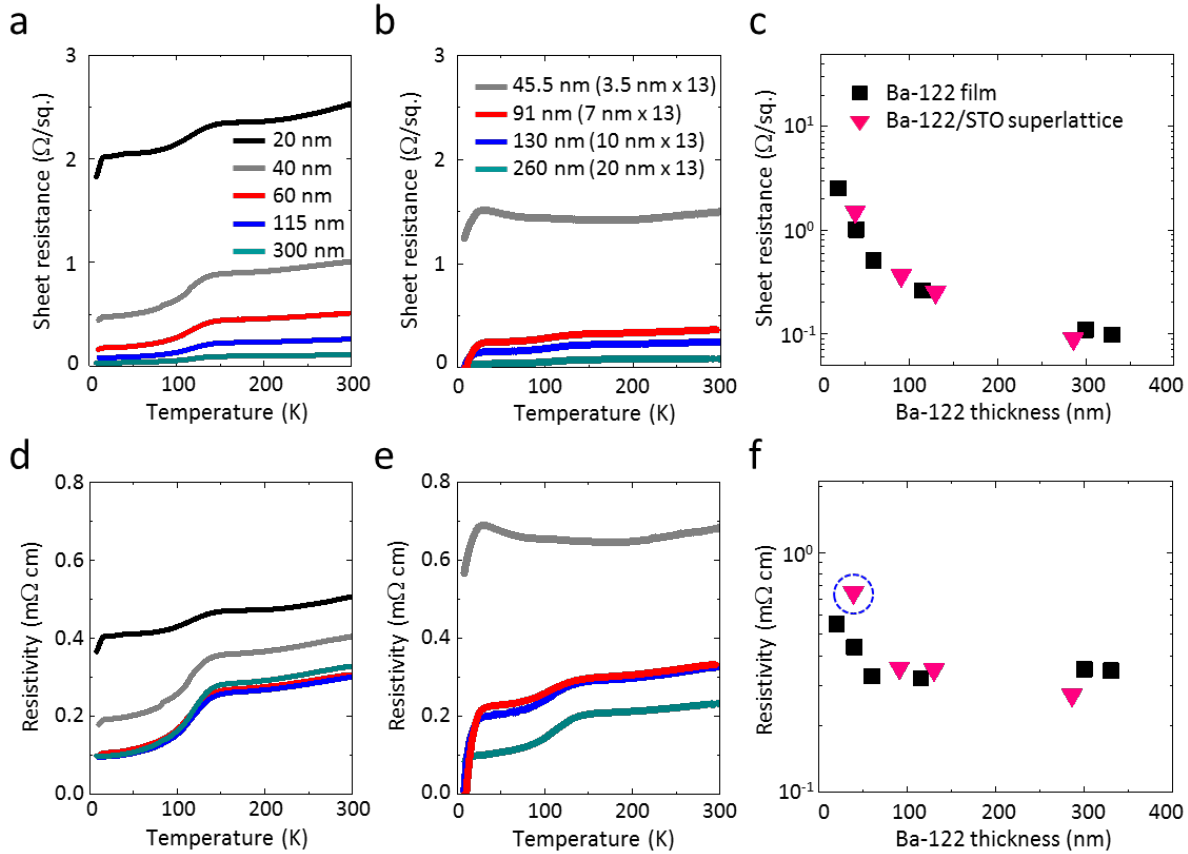 a
3
2
1
0
Sheet resistance (Ω/sq.)
20 nm
40 nm
60 nm
115 nm
300 nm
0 100 200 300
Temperature (K)
b
3
2
1
0
Sheet resistance (Ω/sq.)
45.5 nm (3.5 nm x 13)
91 nm (7 nm x 13)
130 nm (10 nm x 13)
260 nm (20 nm x 13)
0 100 200 300
Temperature (K)
c
10¹
10⁰
10⁻¹
Sheet resistance (Ω/sq.)
Ba-122 film
Ba-122/STO superlattice
0 100 200 300 400
Ba-122 thickness (nm)
d
0.8
0.6
0.4
0.2
0.0
Resistivity (mΩ cm)
0 100 200 300
Temperature (K)
e
0.8
0.6
0.4
0.2
0.0
Resistivity (mΩ cm)
0 100 200 300
Temperature (K)
f
10⁰
10⁻¹
Resistivity (mΩ cm)
0 100 200 300 400
Ba-122 thickness (nm)